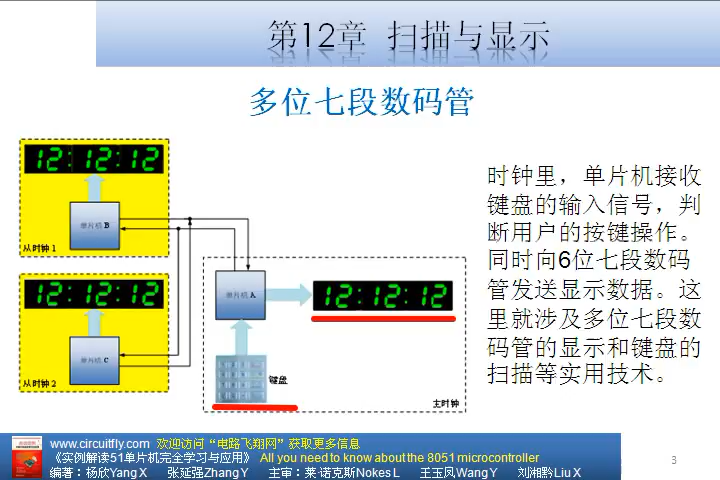 第12章 扫描与显示
多位七段数码管
12:12:12
单片机 B
从时钟 1
12:12:12
单片机 C
从时钟 2
单片机 A
12:12:12
键盘
主时钟
时钟里，单片机接收
键盘的输入信号，判
断用户的按键操作。
同时向6位七段数码
管发送显示数据。这
里就涉及多位七段数
码管的显示和键盘的
扫描等实用技术。
www.circuitfly.com 欢迎访问“电路飞翔网”获取更多信息
《实例解读51单片机完全学习与应用》 All you need to know about the 8051 microcontroller
编著：杨欣Yang X 张延强Zhang Y 主审：莱·诺克斯Nokes L 王玉凤Wang Y 刘湘黔Liu X
3